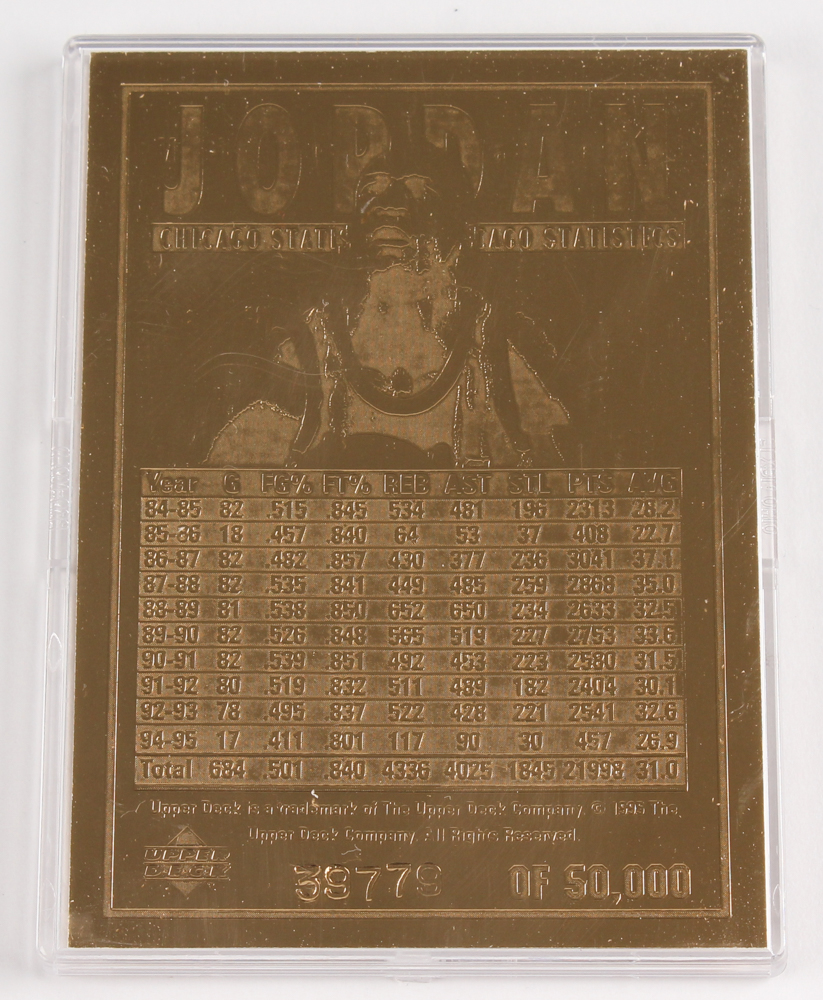 JORDAN
CHICAGO STATIS CAGO STATISTICS
Year G FG% FT% REB AST STL PTS AVG
84-85 82 .515 .845 534 481 196 2313 28.2
85-86 18 .457 .840 64 53 37 408 22.7
86-87 82 .482 .857 430 377 236 3041 37.1
87-88 82 .535 .841 449 485 259 2868 35.0
88-89 81 .538 .850 652 650 234 2633 32.5
89-90 82 .526 .848 565 519 227 2753 33.6
90-91 82 .539 .851 492 453 223 2580 31.5
91-92 80 .519 .832 511 489 182 2404 30.1
92-93 78 .495 .837 522 428 221 2541 32.6
94-95 17 .411 .801 117 90 30 457 26.9
Total 684 .501 .840 4336 4025 1845 21998 31.0
Upper Deck is a trademark of The Upper Deck Company. © 1995 The
Upper Deck Company. All Rights Reserved.
UPPER
DECK
39779 OF 50,000